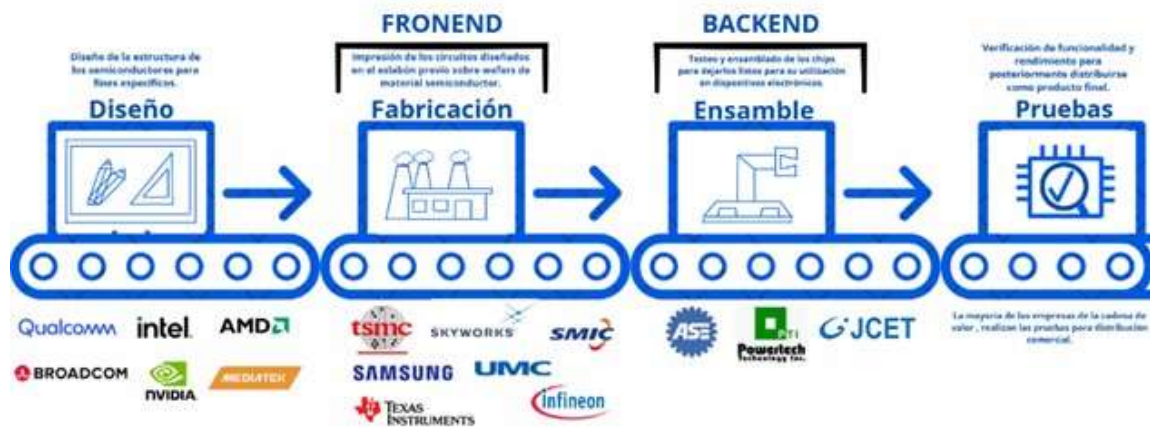 FRONEND
BACKEND
Diseño de la estructura de
los semiconductores para
fines específicos.
Diseño
Impresión de los circuitos diseñados
en el eslabón previo sobre wafers de
material semiconductor.
Fabricación
Testeo y ensamblado de los chips
para dejarlos listos para su utilización
en dispositivos electrónicos.
Ensamble
Verificación de funcionalidad y
rendimiento para
posteriormente distribuirse
como producto final.
Pruebas
Qualcomm
intel.
AMD
BROADCOM
NVIDIA
MEDIATEK
tsmc
SKYWORKS
SMIC
SAMSUNG
UMC
TEXAS
INSTRUMENTS
infineon
ASE
PTI
Powertech
Technology Inc.
JCET
La mayoria de las empresas de la cadena de
valor , realizan las pruebas para distribución
comercial.